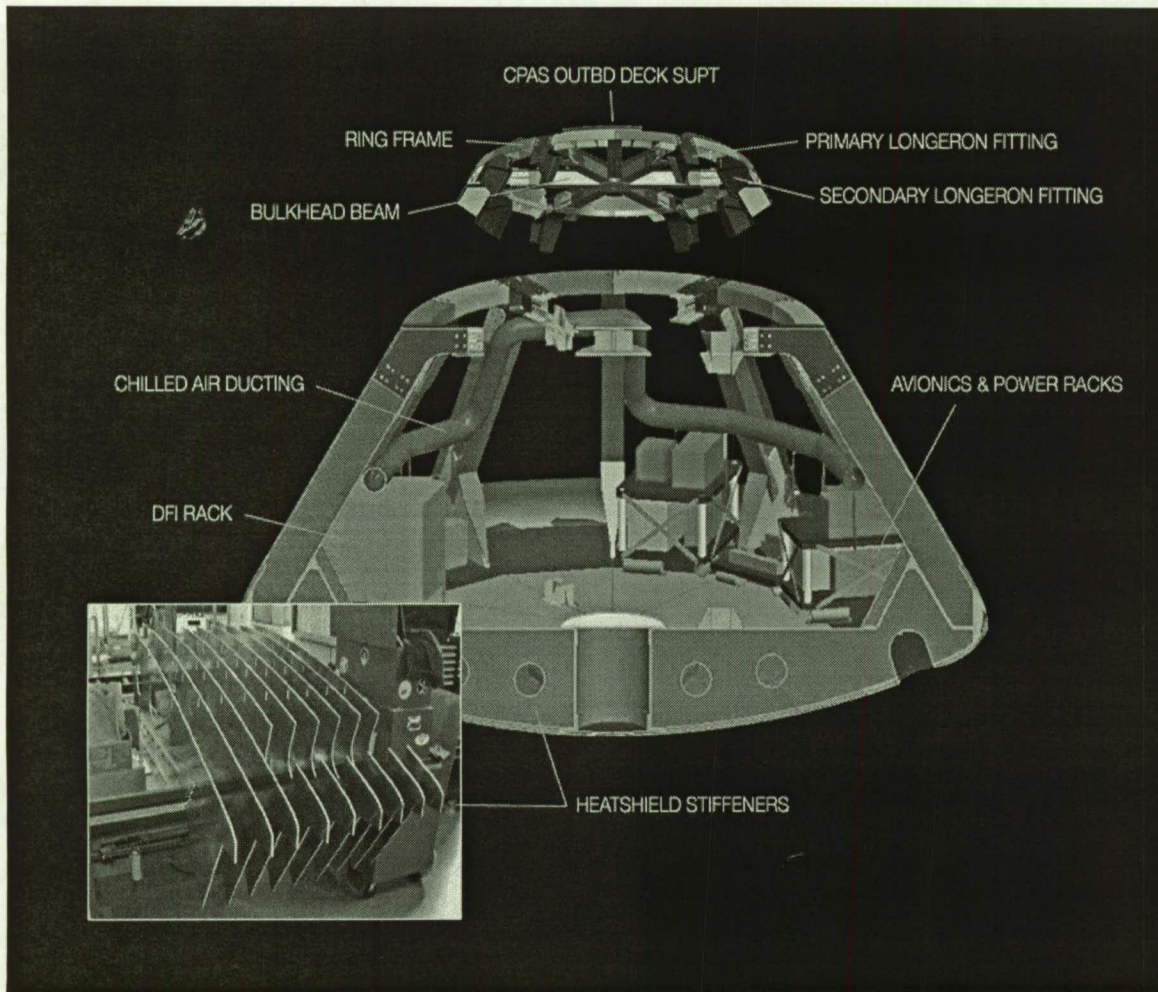 CPAS OUTBD DECK SUPT
RING FRAME
PRIMARY LONGERON FITTING
SECONDARY LONGERON FITTING
BULKHEAD BEAM
CHILLED AIR DUCTING
AVIONICS & POWER RACKS
DFI RACK
HEATSHIELD STIFFENERS